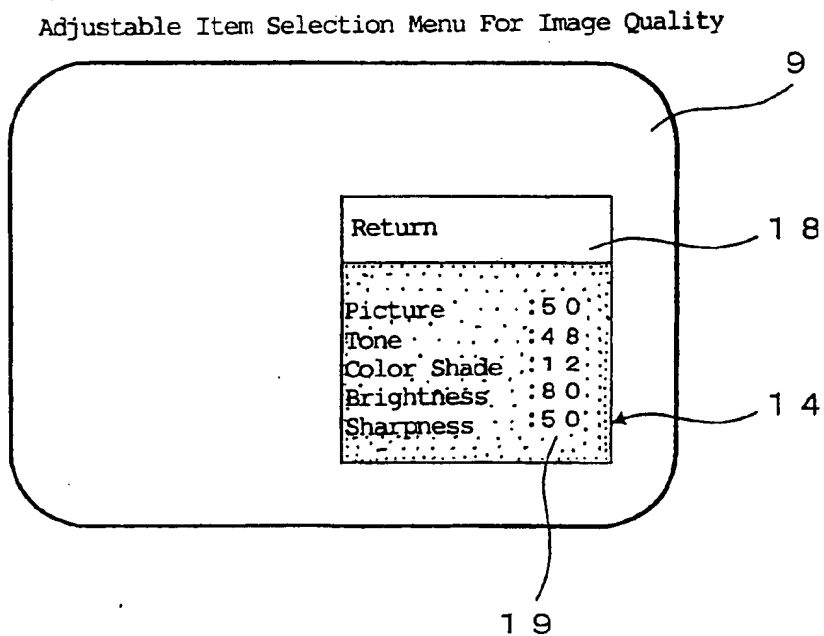 Adjustable Item Selection Menu For Image Quality
9
Return
18
Picture :50
Tone :48
Color Shade :12
Brightness :80
Sharpness :50
14
19